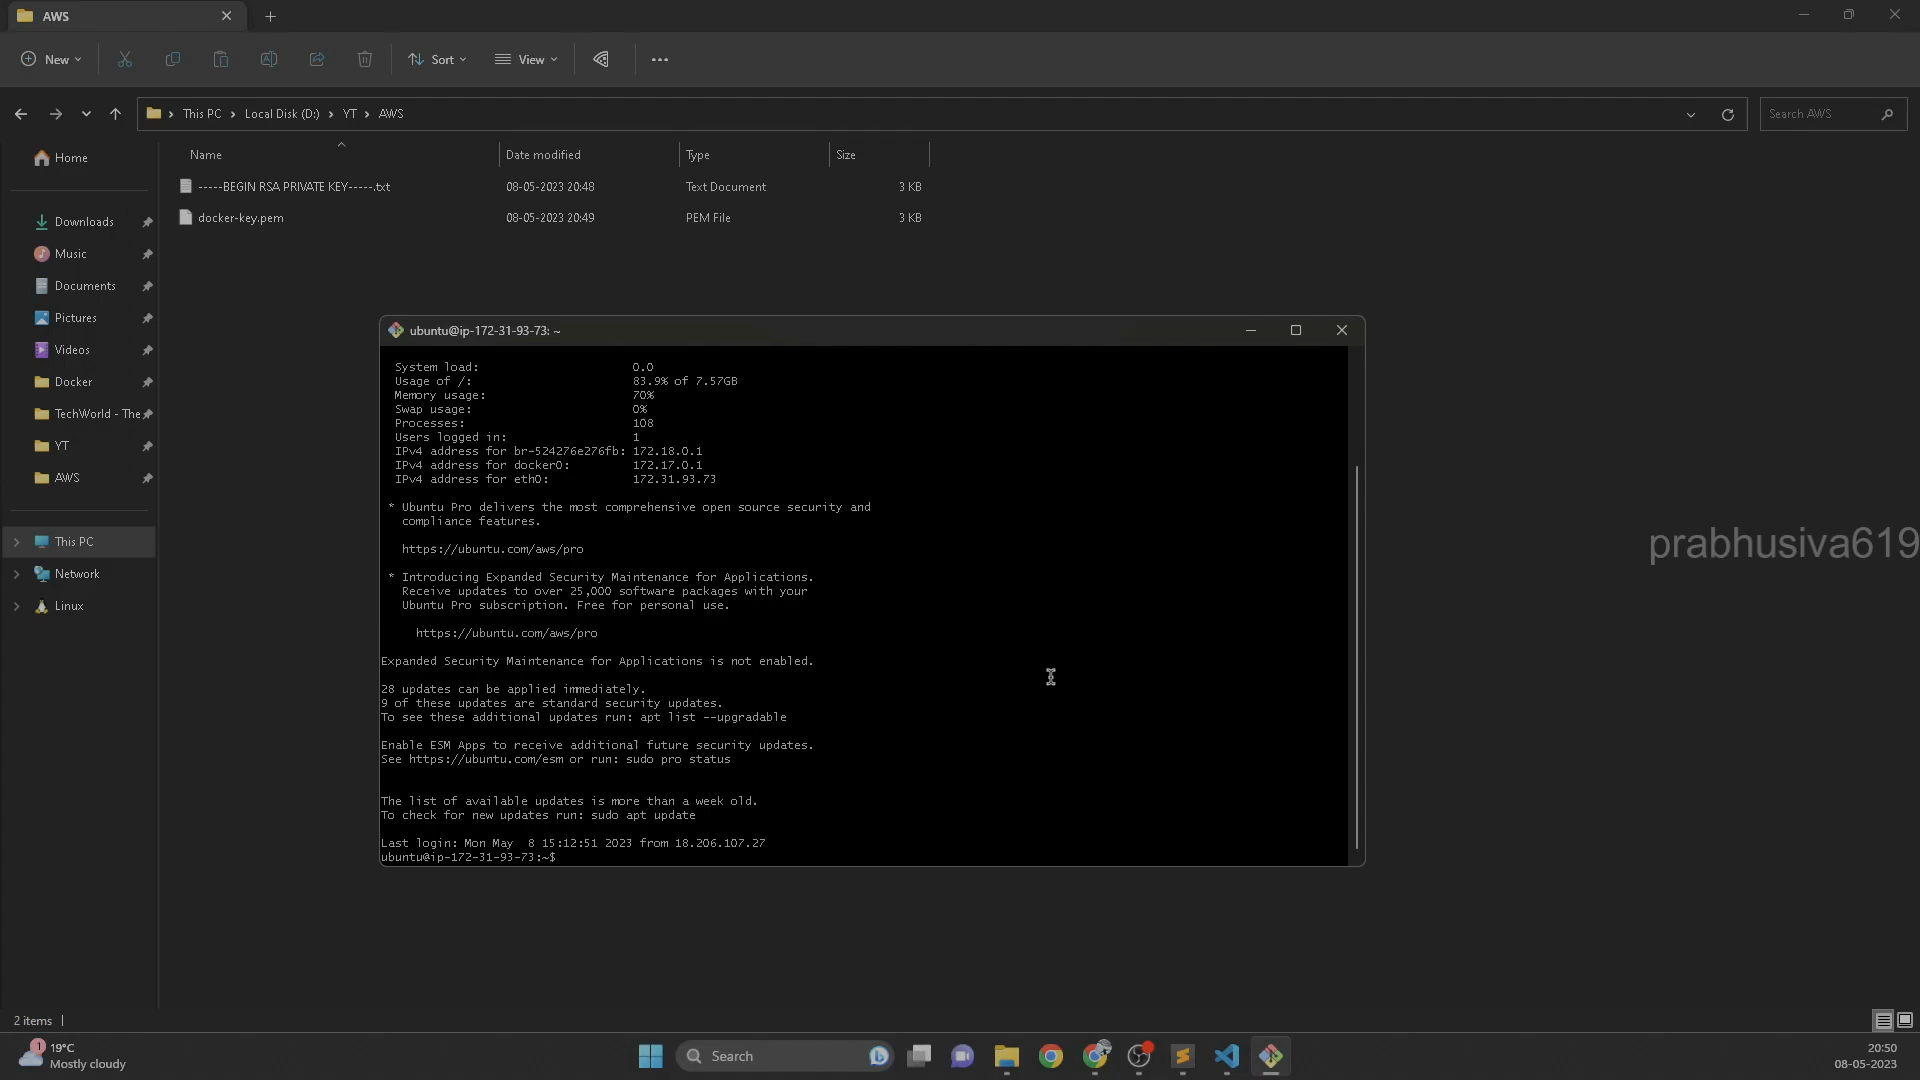 AWS
New
Sort
View
This PC > Local Disk (D:) > YT > AWS
Search AWS
Name
Date modified
Type
Size
-----BEGIN RSA PRIVATE KEY-----.txt
08-05-2023 20:48
Text Document
3 KB
docker-key.pem
08-05-2023 20:49
PEM File
3 KB
Home
Downloads
Music
Documents
Pictures
Videos
Docker
TechWorld - The
YT
AWS
This PC
Network
Linux
ubuntu@ip-172-31-93-73: ~
System load: 0.0
Usage of /: 83.9% of 7.57GB
Memory usage: 70%
Swap usage: 0%
Processes: 108
Users logged in: 1
IPv4 address for br-524276e276fb: 172.18.0.1
IPv4 address for docker0: 172.17.0.1
IPv4 address for eth0: 172.31.93.73
* Ubuntu Pro delivers the most comprehensive open source security and
compliance features.
https://ubuntu.com/aws/pro
* Introducing Expanded Security Maintenance for Applications.
Receive updates to over 25,000 software packages with your
Ubuntu Pro subscription. Free for personal use.
https://ubuntu.com/aws/pro
Expanded Security Maintenance for Applications is not enabled.
28 updates can be applied immediately.
9 of these updates are standard security updates.
To see these additional updates run: apt list --upgradable
Enable ESM Apps to receive additional future security updates.
See https://ubuntu.com/esm or run: sudo pro status
The list of available updates is more than a week old.
To check for new updates run: sudo apt update
Last login: Mon May  8 15:12:51 2023 from 18.206.107.27
ubuntu@ip-172-31-93-73:~$
prabhusiva619
2 items
1
19°C
Mostly cloudy
Search
20:50
08-05-2023